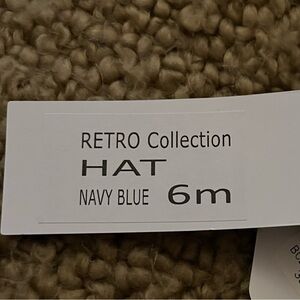 RETRO Collection
HAT
NAVY BLUE 6m